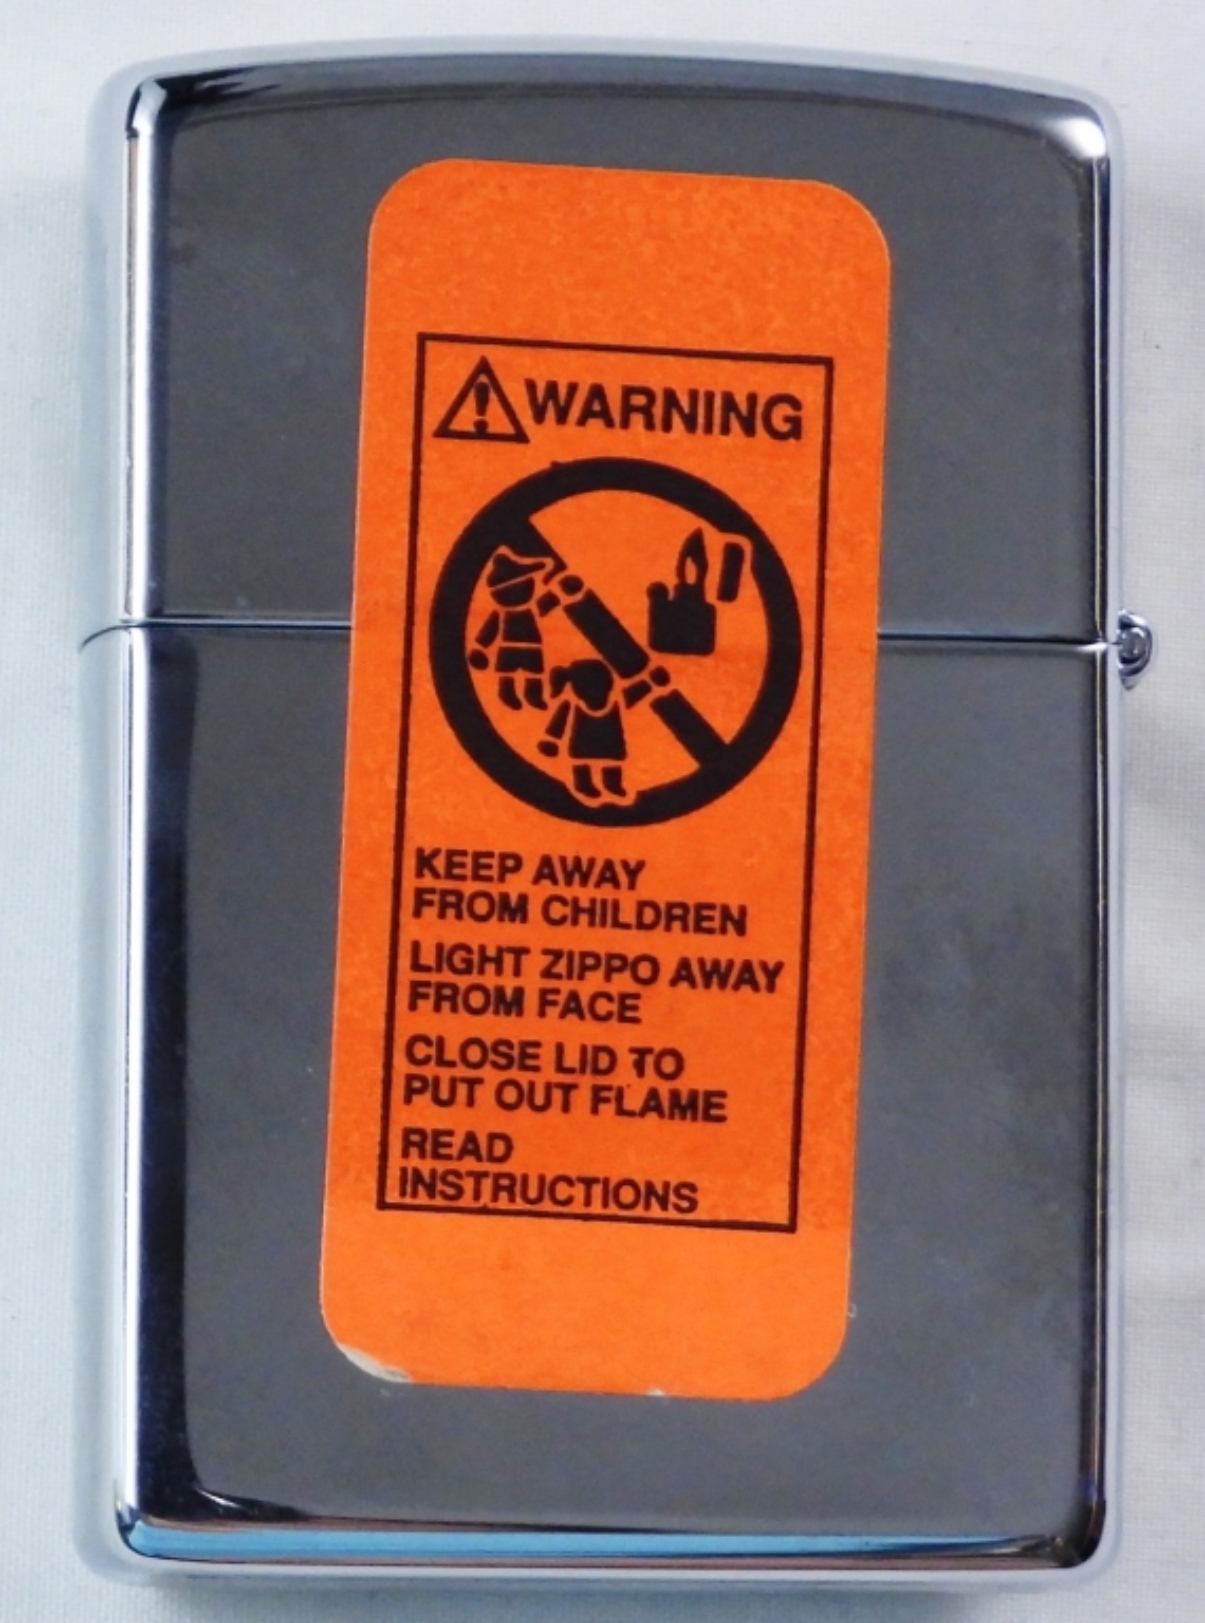 WARNING
KEEP AWAY
FROM CHILDREN
LIGHT ZIPPO AWAY
FROM FACE
CLOSE LID TO
PUT OUT FLAME
READ
INSTRUCTIONS